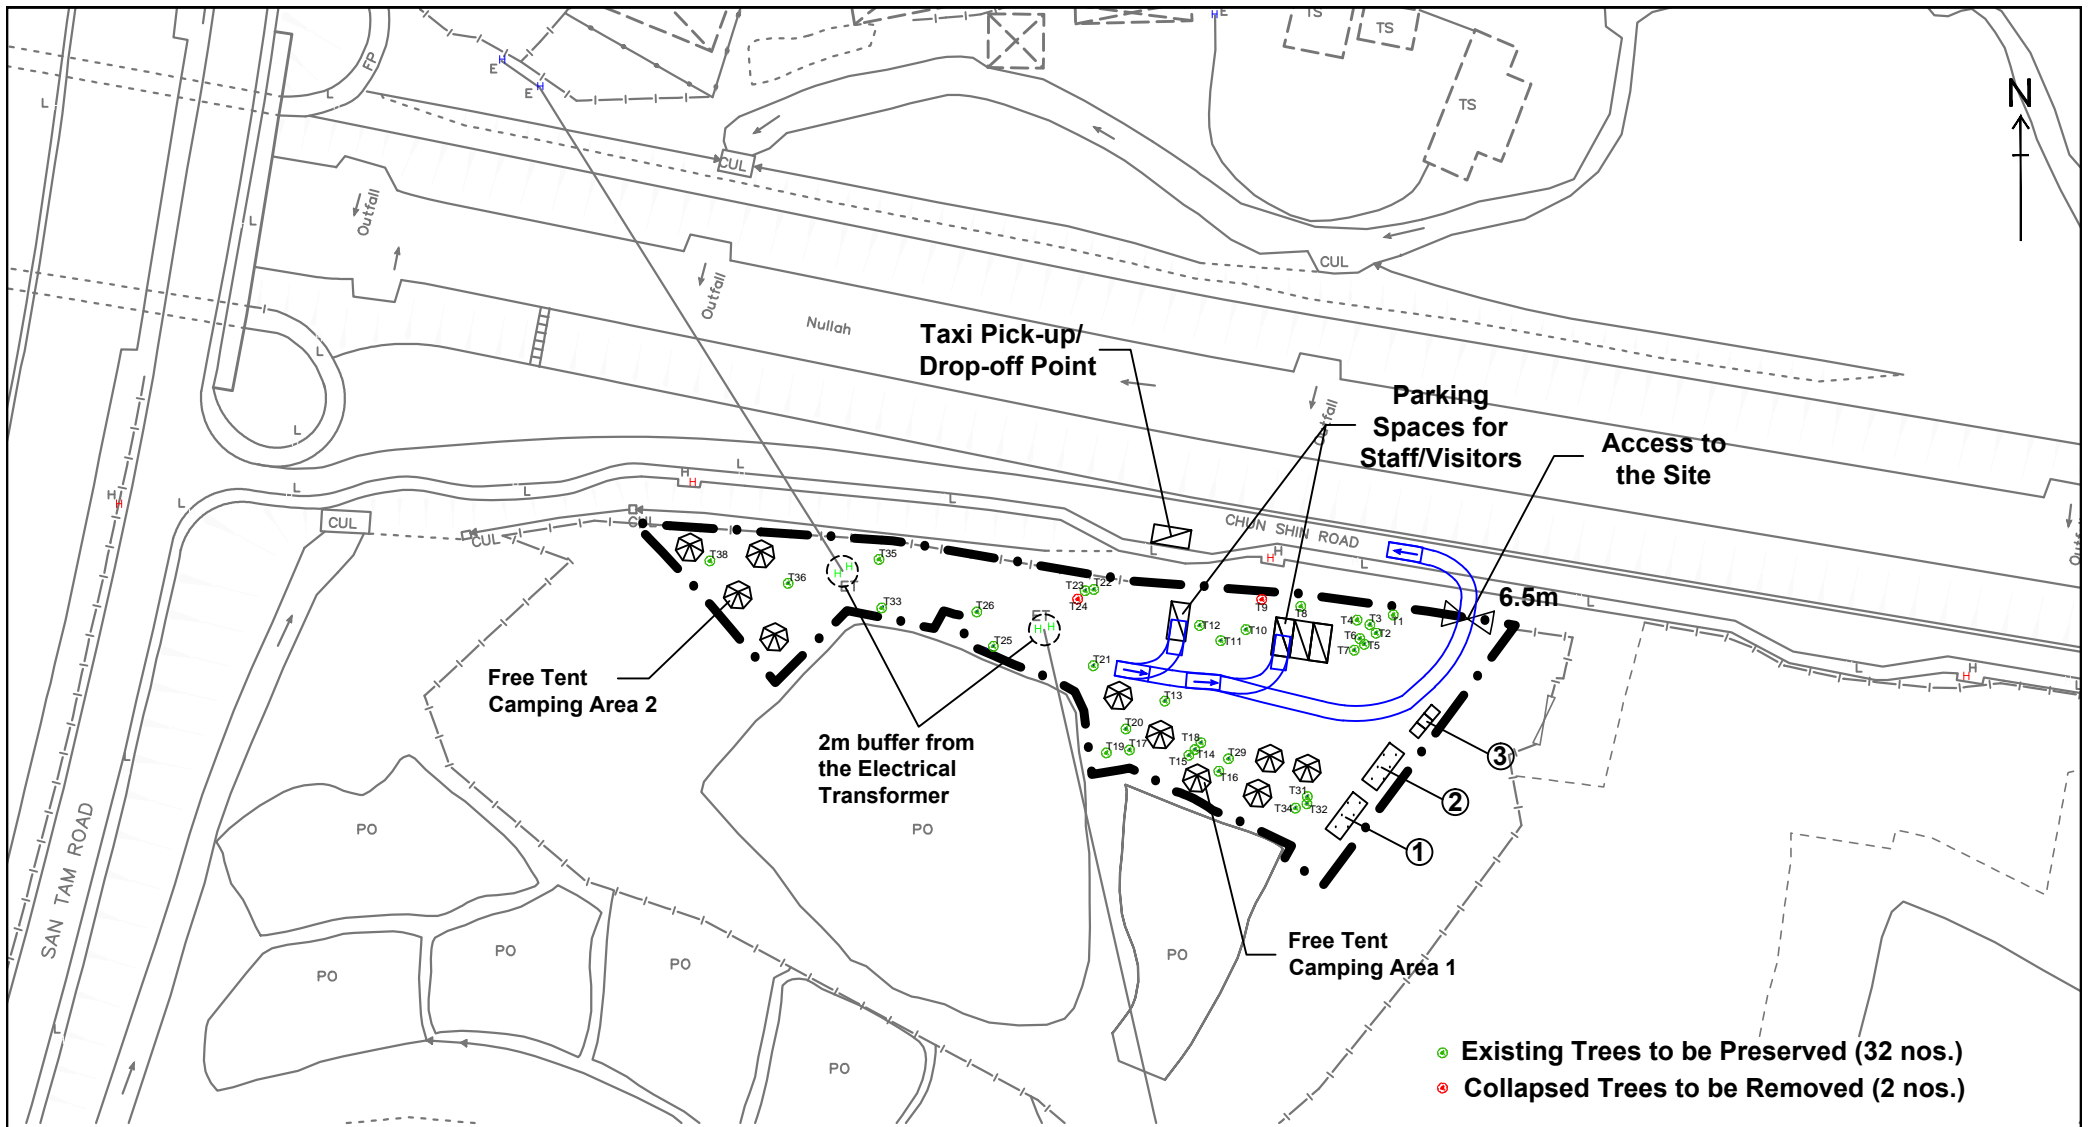 E
E
E
TS
TS
TS
FP
L
L
L
L
CUL
N
Outfall
Outfall
CUL
Nullah
Taxi Pick-up/
Drop-off Point
Parking
Spaces for
Staff/Visitors
Outfall
Access to
the Site
L
L
H
H
H
H
L
L
L
L
L
CUL
CUL
CUL
CHUN SHIN ROAD
L
H
H
L
L
6.5m
T38
T36
T35
ET
T33
T26
T25
ET
H
H
H
H
T23
T22
T24
T21
T12
T11
T10
T9
T8
T4
T3
T1
T2
T6
T5
T7
T13
T20
T19
T17
T18
T14
T15
T29
T16
T31
T34
T32
L
H
H
L
Free Tent
Camping Area 2
2m buffer from
the Electrical
Transformer
3
2
1
Free Tent
Camping Area 1
SAN TAM ROAD
L
L
PO
PO
PO
PO
PO
PO
PO
Existing Trees to be Preserved (32 nos.)
Collapsed Trees to be Removed (2 nos.)